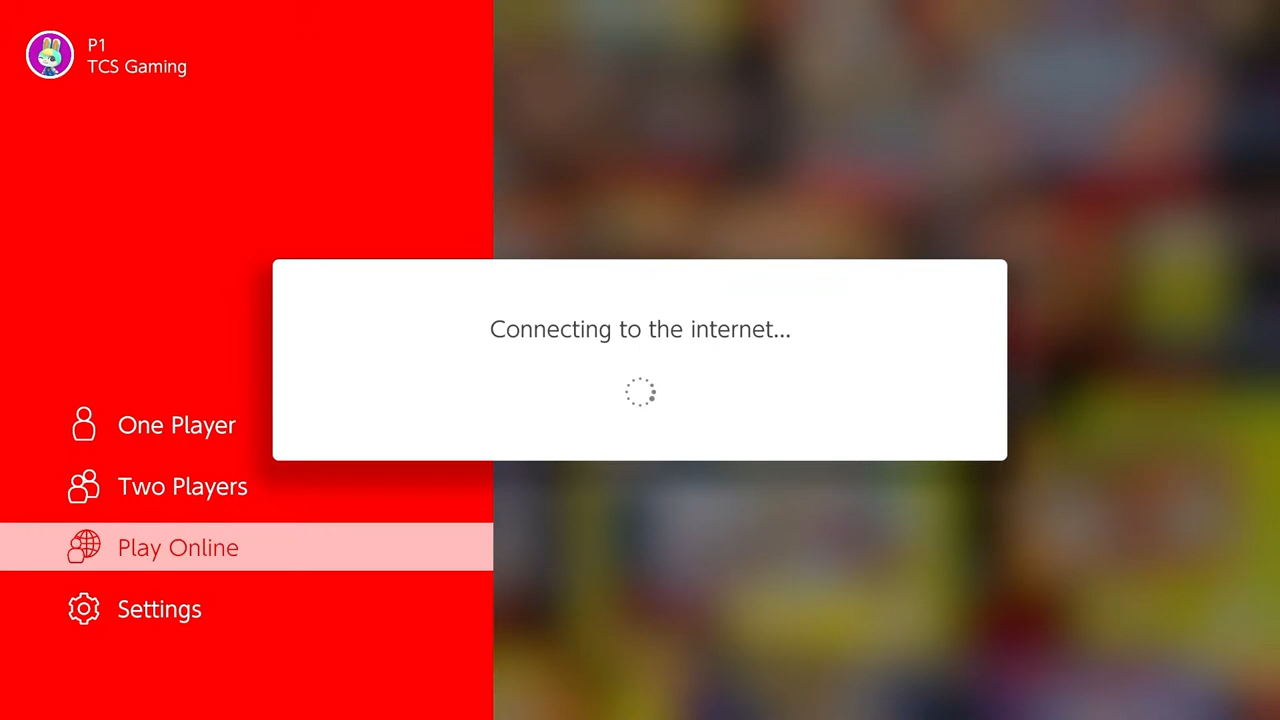 P1
TCS Gaming
Connecting to the internet...
One Player
Two Players
Play Online
Settings